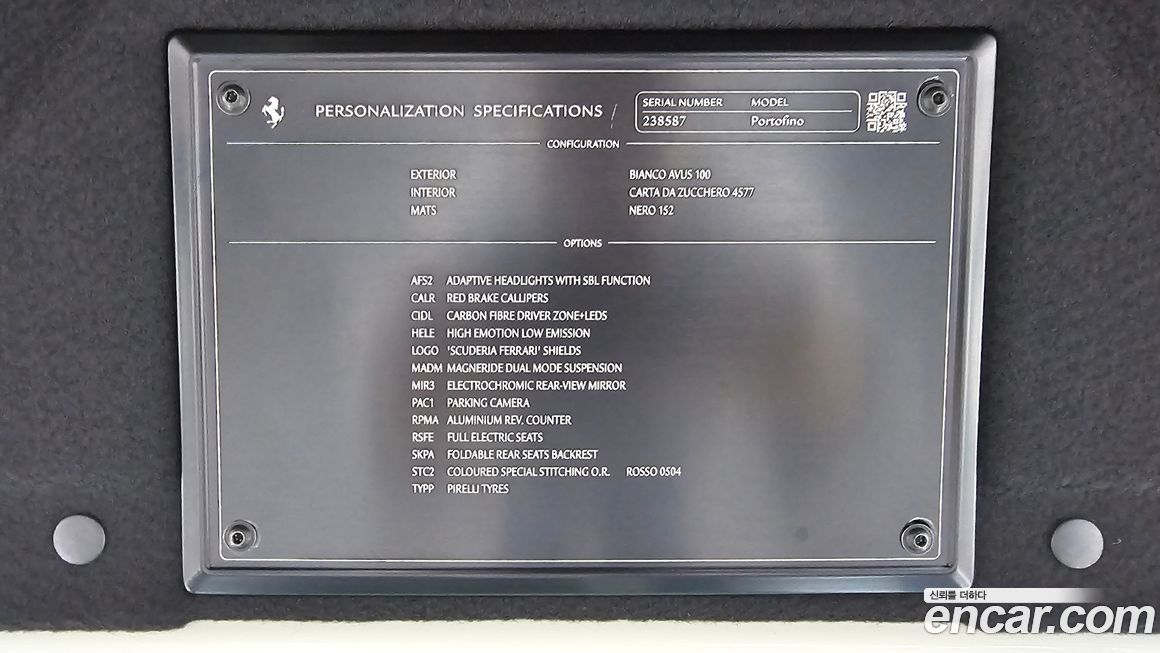 PERSONALIZATION SPECIFICATIONS /
SERIAL NUMBER MODEL
238587 Portofino
CONFIGURATION
EXTERIOR BIANCO AVUS 100
INTERIOR CARTA DA ZUCCHERO 4577
MATS NERO 152
OPTIONS
AFS2 ADAPTIVE HEADLIGHTS WITH SBL FUNCTION
CALR RED BRAKE CALLIPERS
CIDL CARBON FIBRE DRIVER ZONE+LEDS
HELE HIGH EMOTION LOW EMISSION
LOGO 'SCUDERIA FERRARI' SHIELDS
MADM MAGNERIDE DUAL MODE SUSPENSION
MIR3 ELECTROCHROMIC REAR-VIEW MIRROR
PAC1 PARKING CAMERA
RPMA ALUMINIUM REV. COUNTER
RSFE FULL ELECTRIC SEATS
SKPA FOLDABLE REAR SEATS BACKREST
STC2 COLOURED SPECIAL STITCHING O.R. ROSSO 0504
TYPP PIRELLI TYRES
신뢰를 더하다
encar.com